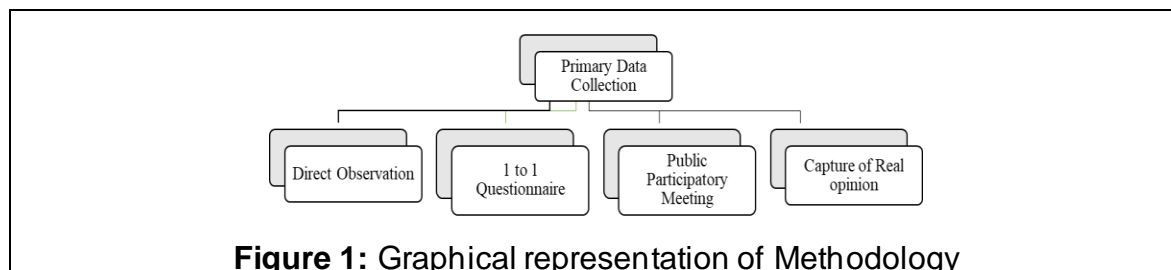 Primary Data
Collection
Direct Observation
1 to 1
Questionnaire
Public
Participatory
Meeting
Capture of Real
opinion
Figure 1: Graphical representation of Methodology